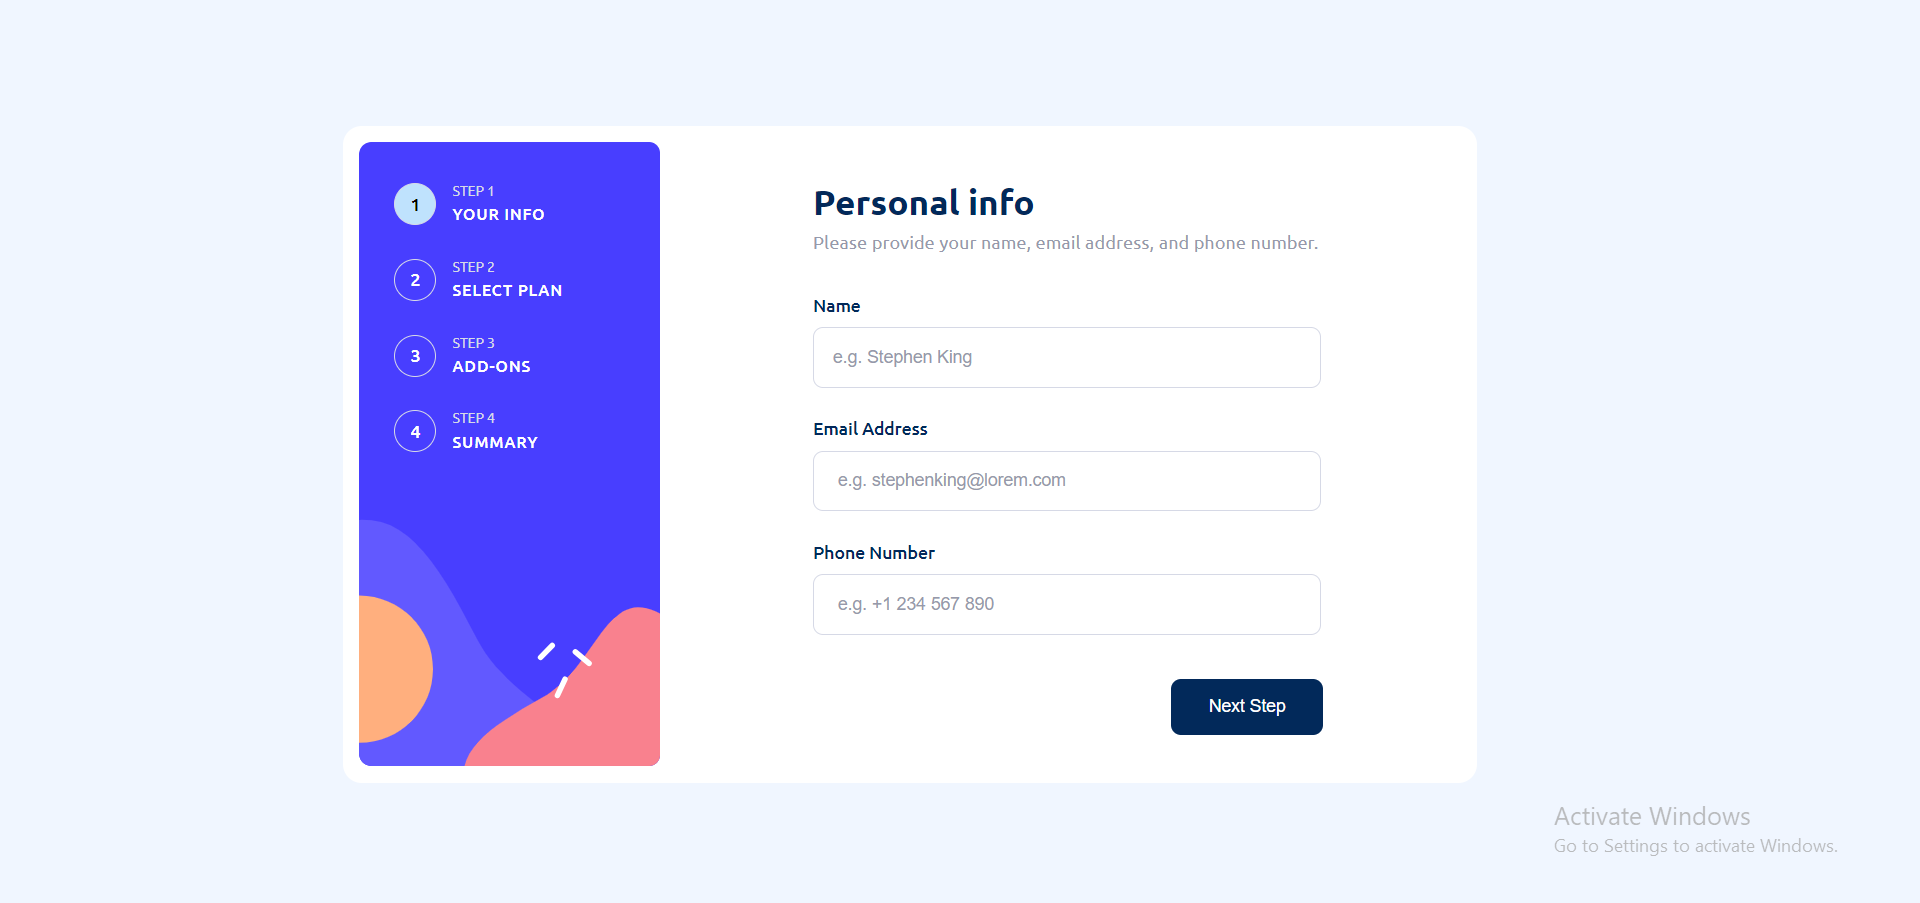 1
STEP 1
YOUR INFO
2
STEP 2
SELECT PLAN
3
STEP 3
ADD-ONS
4
STEP 4
SUMMARY
Personal info
Please provide your name, email address, and phone number.
Name
e.g. Stephen King
Email Address
e.g. stephenking@lorem.com
Phone Number
e.g. +1 234 567 890
Next Step
Activate Windows
Go to Settings to activate Windows.